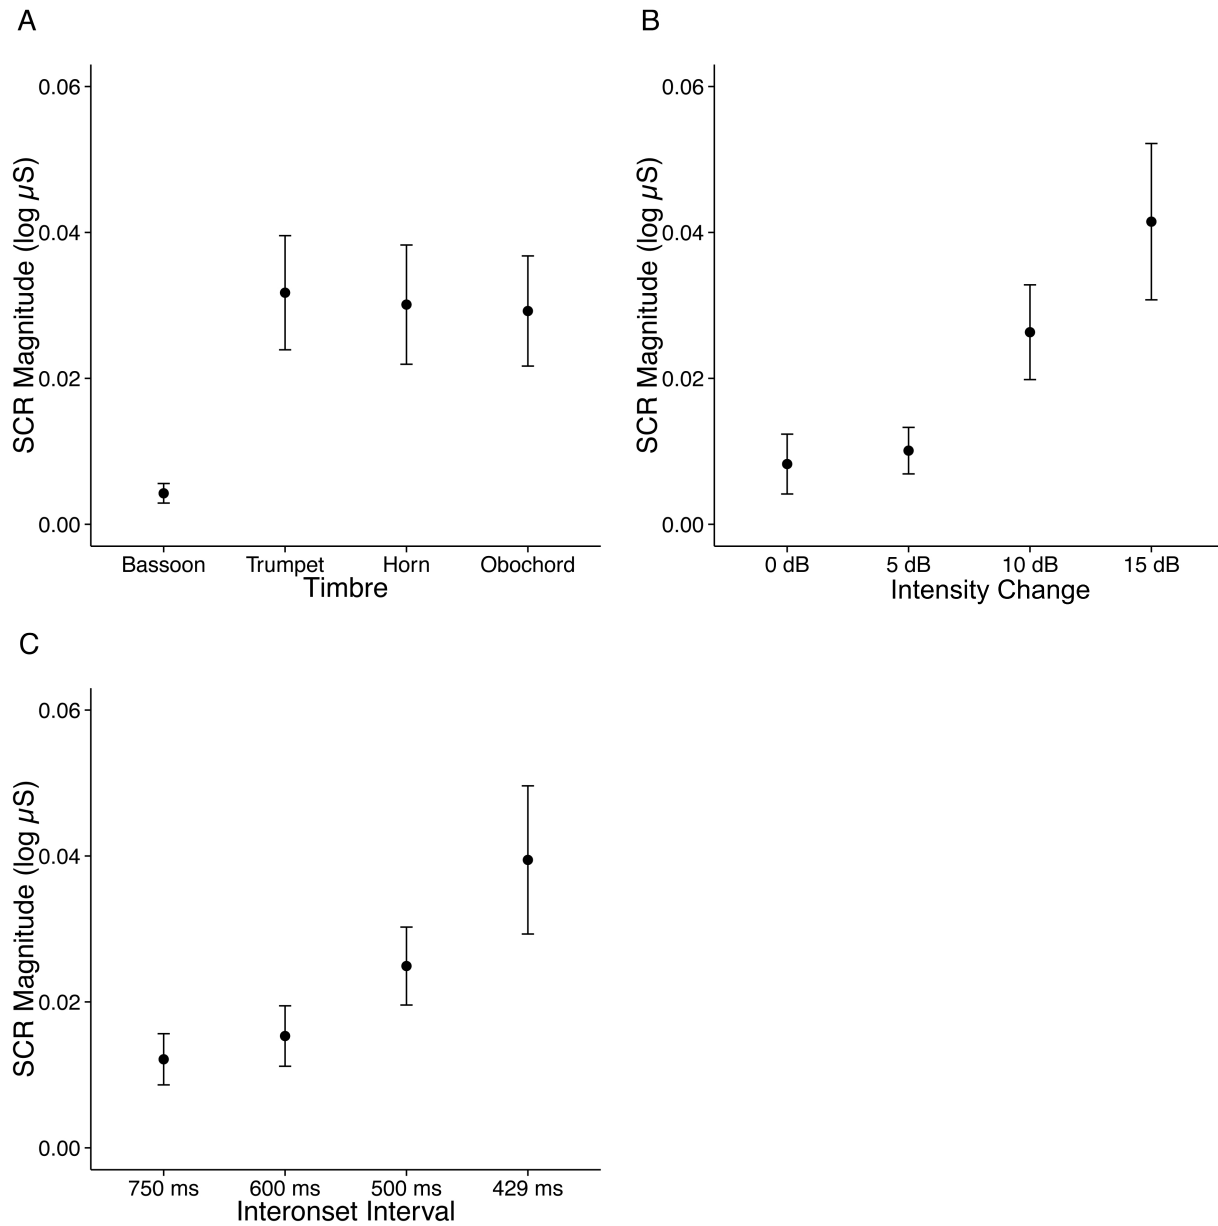 A
SCR Magnitude (log µS)
0.06
0.04
0.02
0.00
Bassoon Trumpet Horn Obochord
Timbre
B
SCR Magnitude (log µS)
0.06
0.04
0.02
0.00
0 dB 5 dB 10 dB 15 dB
Intensity Change
C
SCR Magnitude (log µS)
0.06
0.04
0.02
0.00
750 ms 600 ms 500 ms 429 ms
Interonset Interval